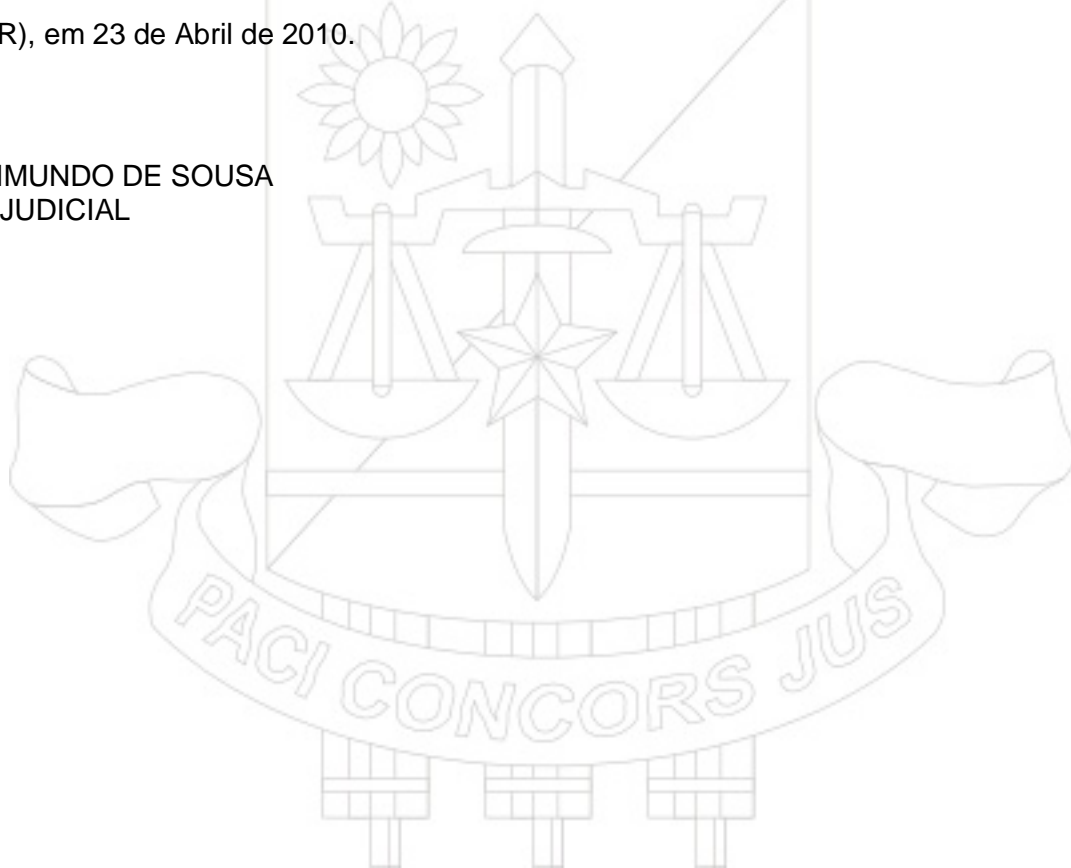 R), em 23 de Abril de 2010.
IMUNDO DE SOUSA
JUDICIAL
PACI CONCORS JUS